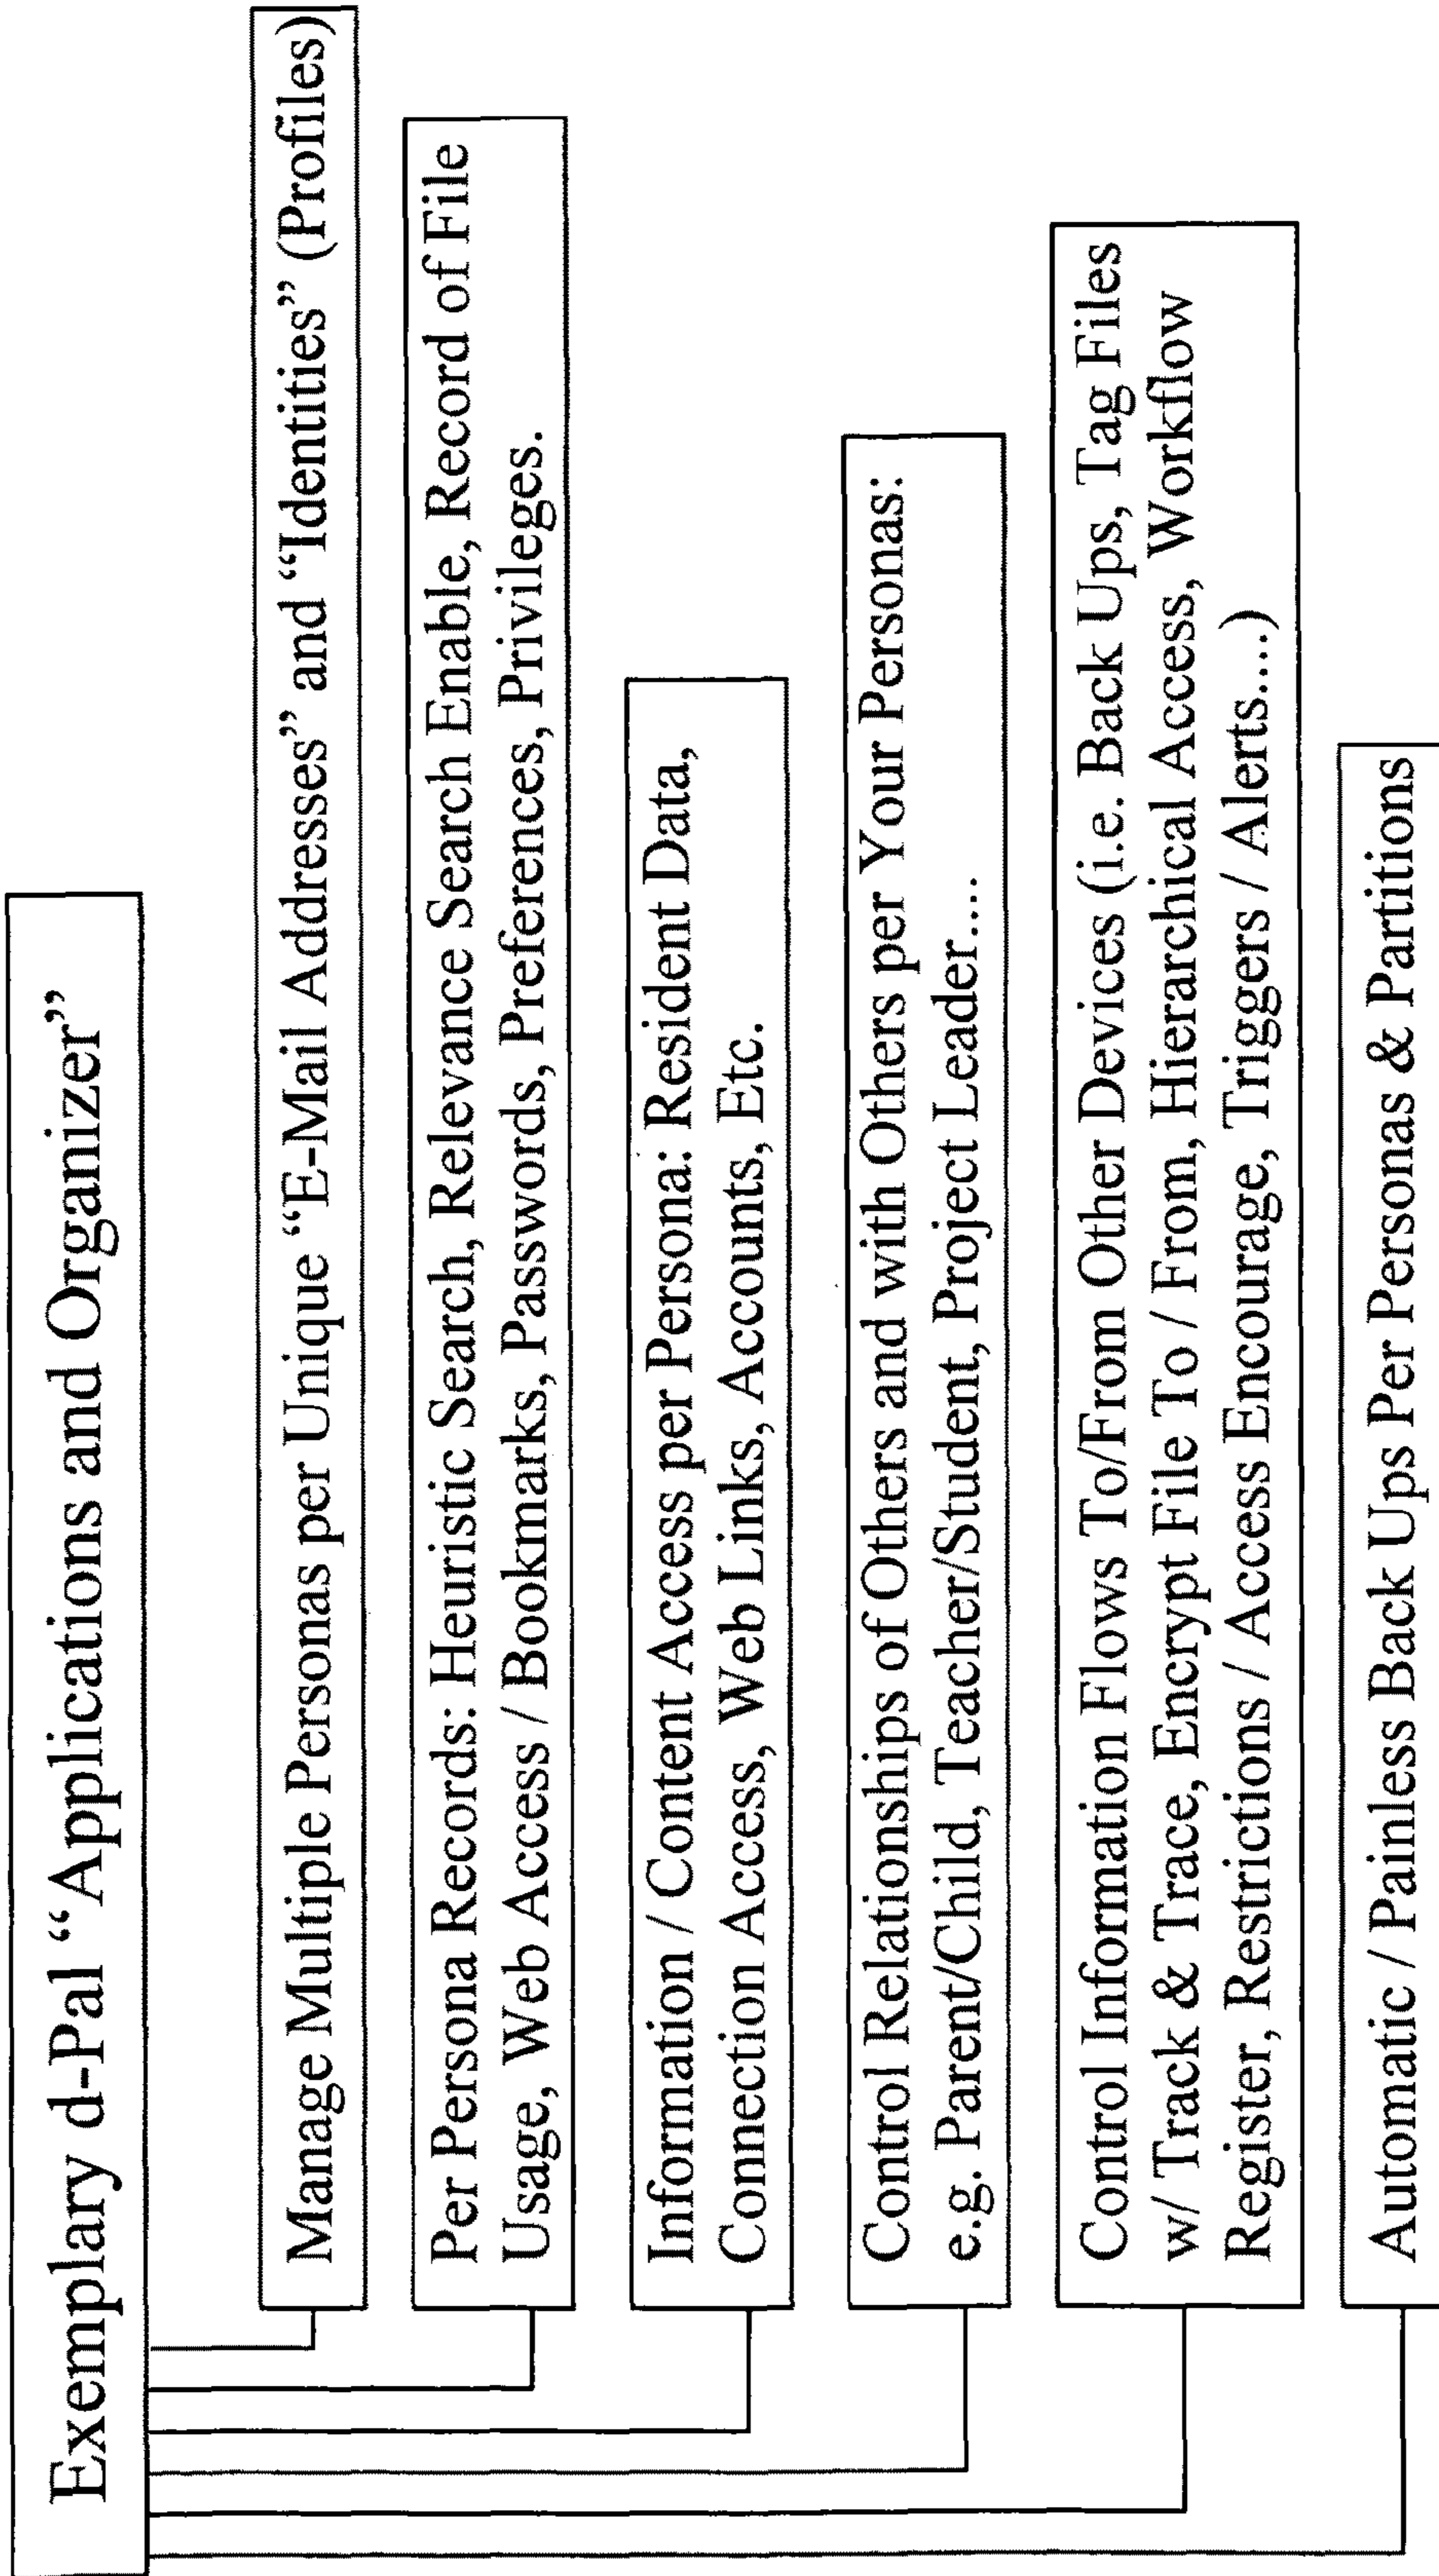 Exemplary d-Pal “Applications and Organizer”
Manage Multiple Personas per Unique “E-Mail Addresses” and “Identities” (Profiles)
Per Persona Records: Heuristic Search, Relevance Search Enable, Record of File
Usage, Web Access / Bookmarks, Passwords, Preferences, Privileges.
Information / Content Access per Persona: Resident Data,
Connection Access, Web Links, Accounts, Etc.
Control Relationships of Others and with Others per Your Personas:
e.g. Parent/Child, Teacher/Student, Project Leader....
Control Information Flows To/From Other Devices (i.e. Back Ups, Tag Files
w/ Track & Trace, Encrypt File To / From, Hierarchical Access, Workflow
Register, Restrictions / Access Encourage, Triggers / Alerts....)
Automatic / Painless Back Ups Per Personas & Partitions